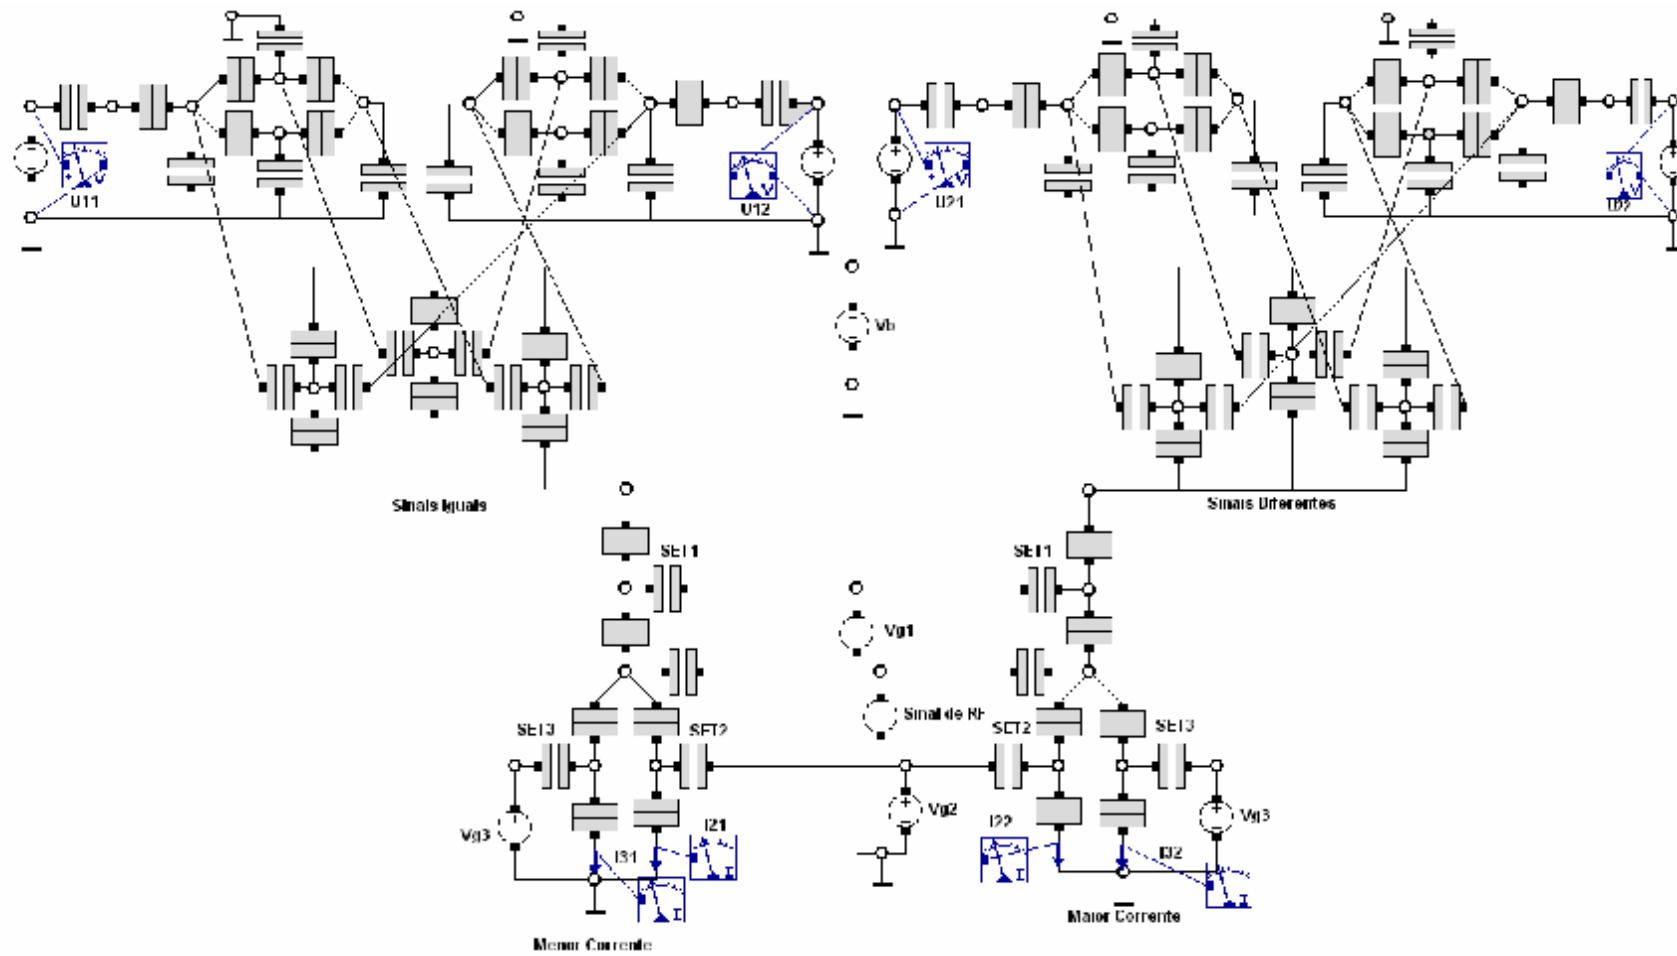 U11
U12
U21
Vb
Sinais Iguais
Sinais Diferentes
SET1
SET1
Vg1
Sinal de RF
SET3
SET2
SET2
SET3
Vg3
I21
Vg2
I22
Vg3
I31
I32
Menor Corrente
Maior Corrente